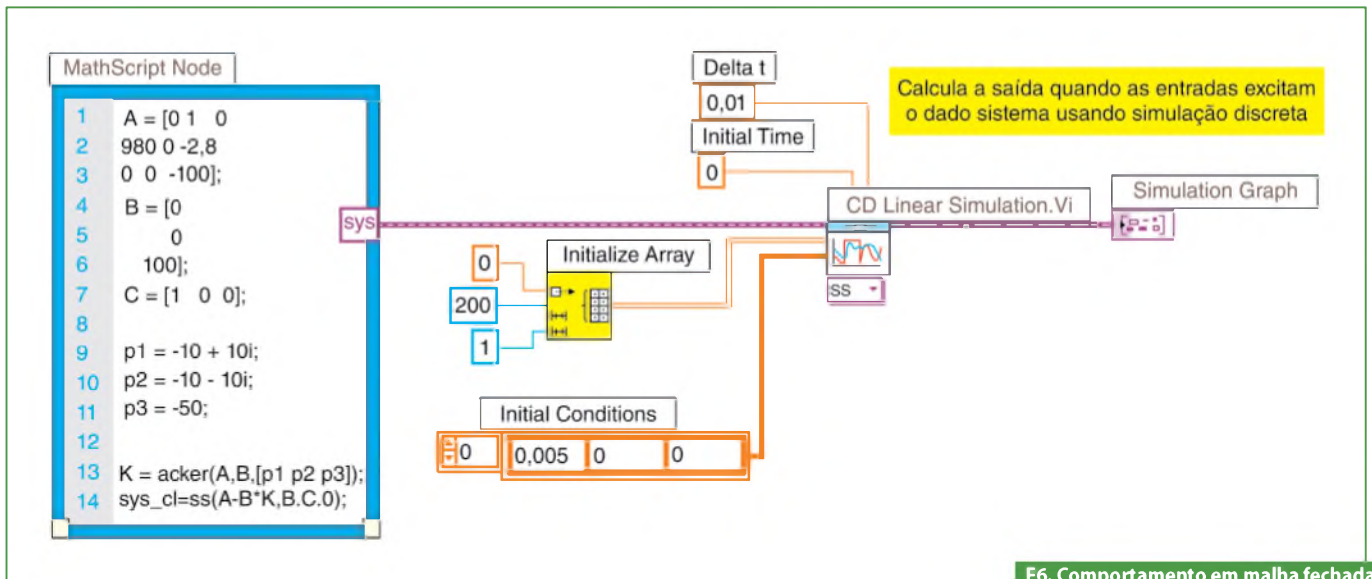 MathScript Node
1 A = [0 1 0
2 980 0 -2,8
3 0 0 -100];
4 B = [0
5 0
6 100];
7 C = [1 0 0];
8
9 p1 = -10 + 10i;
10 p2 = -10 - 10i;
11 p3 = -50;
12
13 K = acker(A,B,[p1 p2 p3]);
14 sys_cl=ss(A-B*K,B.C.0);
sys
Delta t
0,01
Initial Time
0
Calcula a saída quando as entradas excitam
o dado sistema usando simulação discreta
CD Linear Simulation.Vi
SS
Simulation Graph
Initialize Array
0
200
1
Initial Conditions
0 0,005 0 0
E6. Comportamento em malha fechada